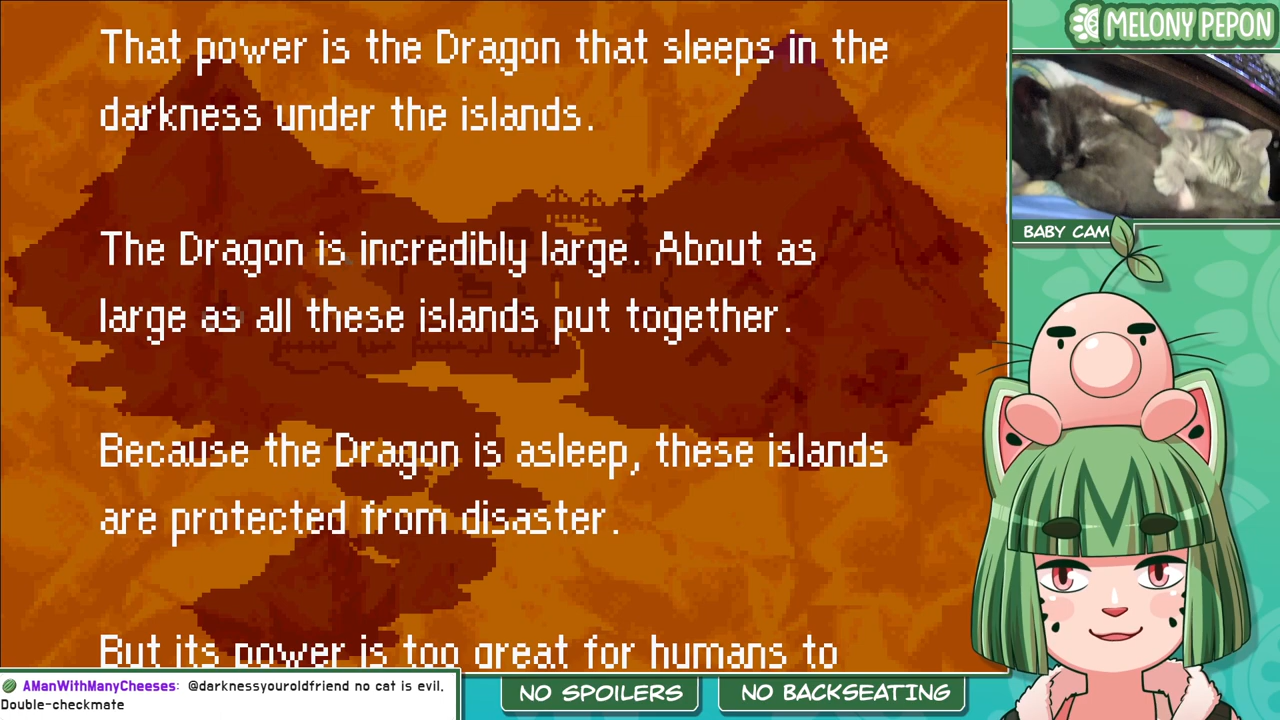 That power is the Dragon that sleeps in the
darkness under the islands.
The Dragon is incredibly large. About as
large as all these islands put together.
Because the Dragon is asleep, these islands
are protected from disaster.
But its power is too great for humans to
MELONY PEPON
BABY CAM
AManWithManyCheeses: @darknessyouroldfriend no cat is evil.
Double-checkmate
NO SPOILERS
NO BACKSEATING